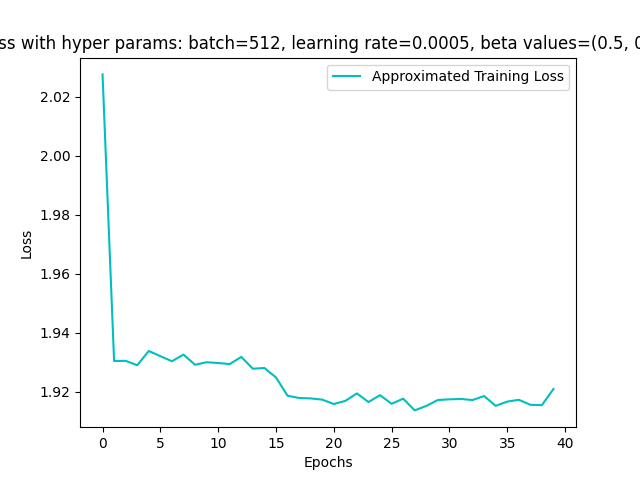 ss with hyper params: batch=512, learning rate=0.0005, beta values=(0.5, 0
Approximated Training Loss
2.02
2.00
1.98
1.96
1.94
1.92
Loss
0 5 10 15 20 25 30 35 40
Epochs